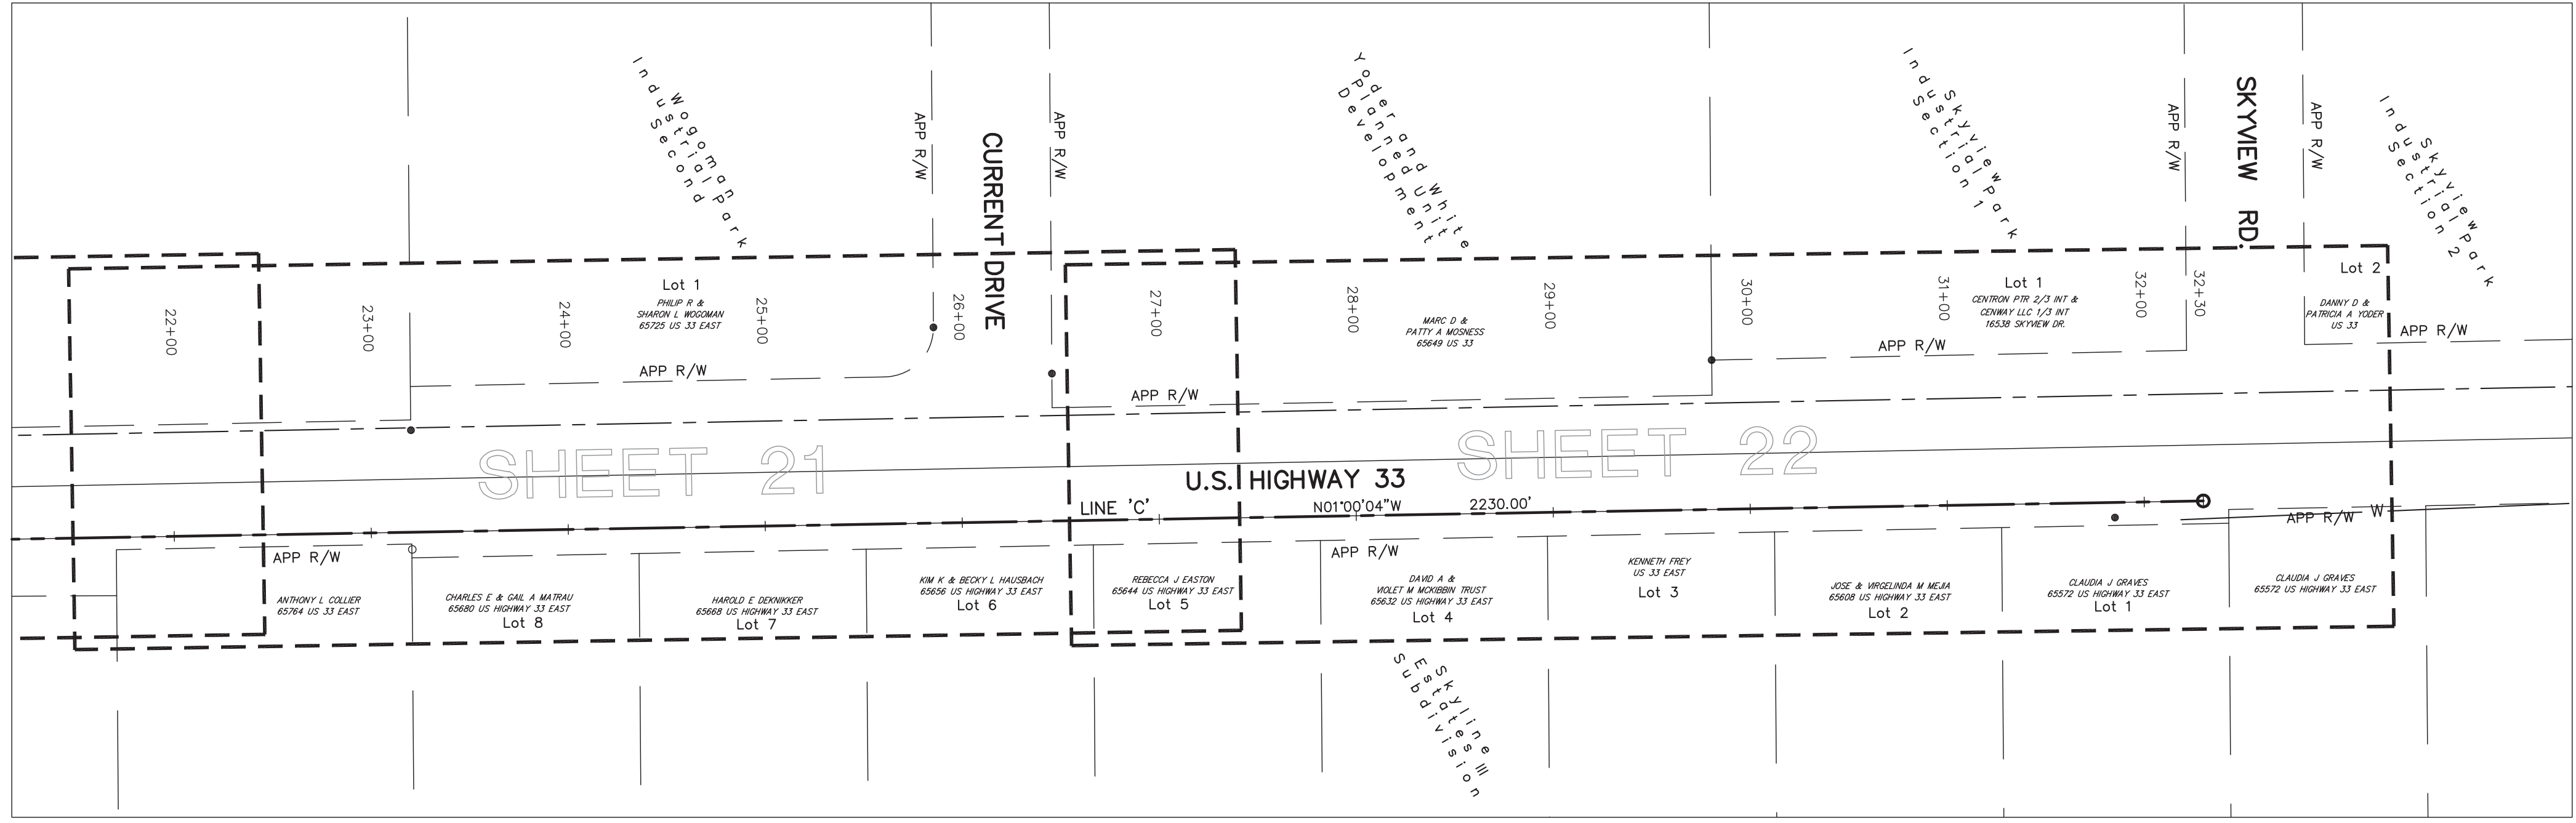 Wogoman
Industrial Park
Second
Yoder and White
Planned Unit
Development
Skyview
Industrial Park
Section 1
Skyview
Industrial Park
Section 2
APP R/W
CURRENT DRIVE
APP R/W
APP R/W
SKYVIEW RD.
APP R/W
22+00
23+00
24+00
25+00
26+00
27+00
28+00
29+00
30+00
31+00
32+00
32+30
Lot 1
PHILIP R &
SHARON L WOGOMAN
65725 US 33 EAST
MARC D &
PATTY A MOSNESS
65649 US 33
Lot 1
CENTRON PTR 2/3 INT &
CENWAY LLC 1/3 INT
16538 SKYVIEW DR.
Lot 2
DANNY D &
PATRICIA A YODER
US 33
APP R/W
APP R/W
APP R/W
APP R/W
SHEET 21
SHEET 22
U.S. HIGHWAY 33
LINE 'C'
N01°00'04"W 2230.00'
APP R/W
APP R/W
APP R/W W
ANTHONY L COLLIER
65764 US 33 EAST
CHARLES E & GAIL A MATRAU
65680 US HIGHWAY 33 EAST
Lot 8
HAROLD E DEKNIKKER
65668 US HIGHWAY 33 EAST
Lot 7
KIM K & BECKY L HAUSBACH
65656 US HIGHWAY 33 EAST
Lot 6
REBECCA J EASTON
65644 US HIGHWAY 33 EAST
Lot 5
DAVID A &
VIOLET M MCKIBBIN TRUST
65632 US HIGHWAY 33 EAST
Lot 4
KENNETH FREY
US 33 EAST
Lot 3
JOSE & VIRGELINDA M MEJIA
65608 US HIGHWAY 33 EAST
Lot 2
CLAUDIA J GRAVES
65572 US HIGHWAY 33 EAST
Lot 1
CLAUDIA J GRAVES
65572 US HIGHWAY 33 EAST
Skyline
Estates III
Subdivision